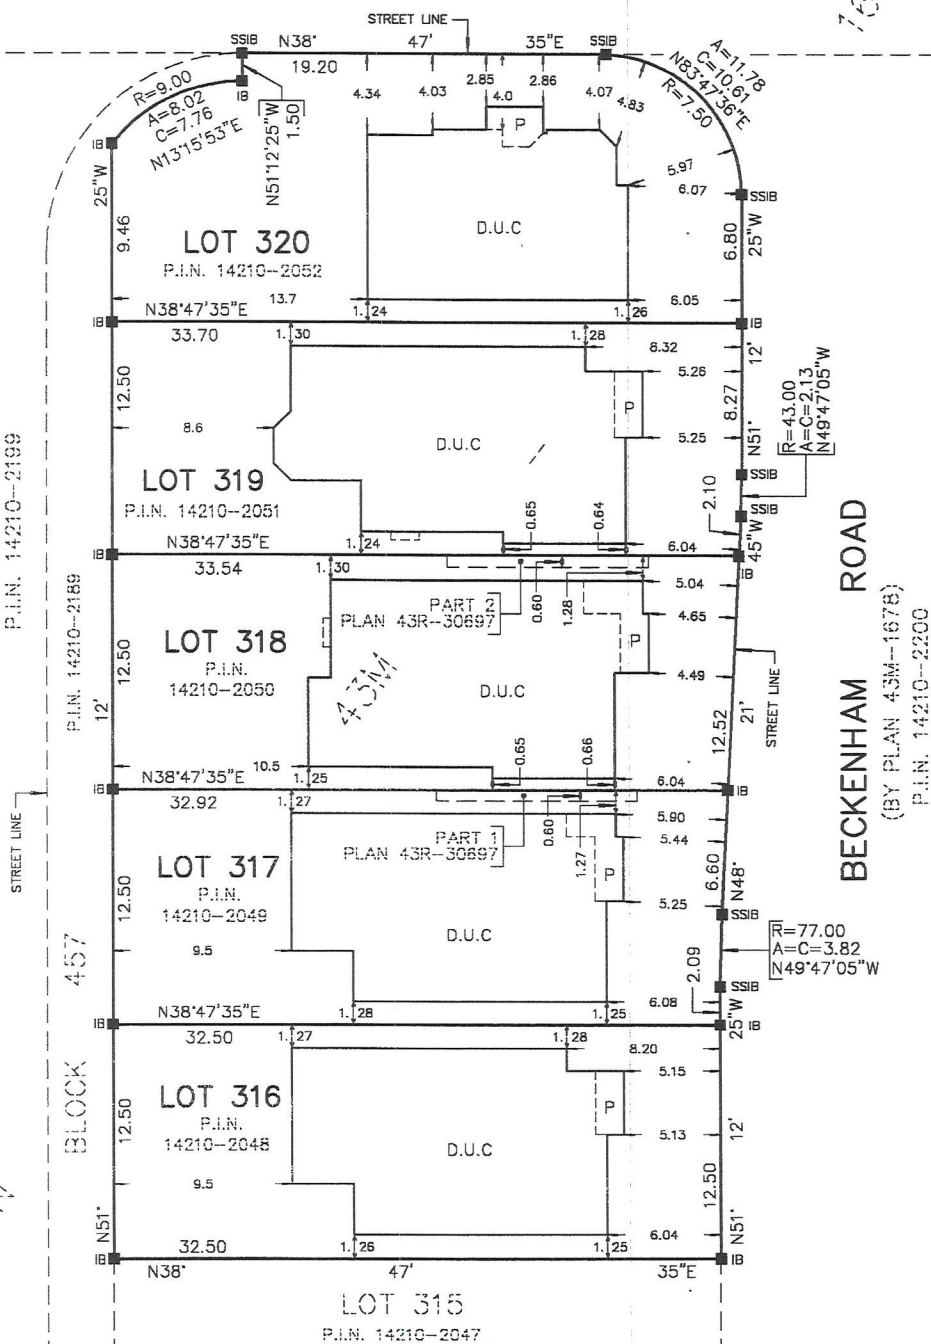 STREET LINE
SSIB
N38° 47' 35"E
SSIB
19.20
R=9.00
A=8.02
C=7.76
N13°15'53"E
IB
N51°12'25"W
1.50
4.34
4.03
2.85
4.0
2.86
4.07
4.83
A=11.78
C=10.61
N83°47'36"E
R=7.50
P
IB
25"W
9.46
5.97
6.07
SSIB
6.80
25"W
D.U.C
LOT 320
P.I.N. 14210-2052
13.7
6.05
N38°47'35"E
1.24
1.26
IB
IB
33.70
1.30
1.28
8.32
12'
5.26
12.50
8.27
R=43.00
A=C=2.13
N49°47'05"W
8.6
P
D.U.C
5.25
N51°
P.I.N. 14210-2199
LOT 319
P.I.N. 14210-2051
SSIB
2.10
SSIB
0.65
0.64
N38°47'35"E
1.24
6.04
45"W
IB
IB
33.54
1.30
5.04
PART 2
PLAN 43R-30697
0.60
1.28
4.65
P.I.N. 14210-2189
12.50
LOT 318
P.I.N.
14210-2050
43M
P
D.U.C
4.49
STREET LINE
BECKENHAM ROAD
(BY PLAN 43M-1678)
P.I.N. 14210-2200
12'
12.52
21'
0.65
0.66
10.5
N38°47'35"E
1.25
6.04
IB
IB
32.92
1.27
5.90
PART 1
PLAN 43R-30697
0.60
1.27
5.44
STREET LINE
12.50
LOT 317
P.I.N.
14210-2049
P
6.60
N48°
5.25
SSIB
D.U.C
R=77.00
A=C=3.82
N49°47'05"W
9.5
2.09
SSIB
6.08
BLOCK 457
N38°47'35"E
1.28
1.25
25"W
IB
IB
32.50
1.27
1.28
8.20
5.15
12.50
LOT 316
P.I.N.
14210-2048
P
5.13
12'
D.U.C
9.5
12.50
6.04
N51°
N51°
32.50
1.26
1.25
IB
IB
N38° 47' 35"E
LOT 315
P.I.N. 14210-2047